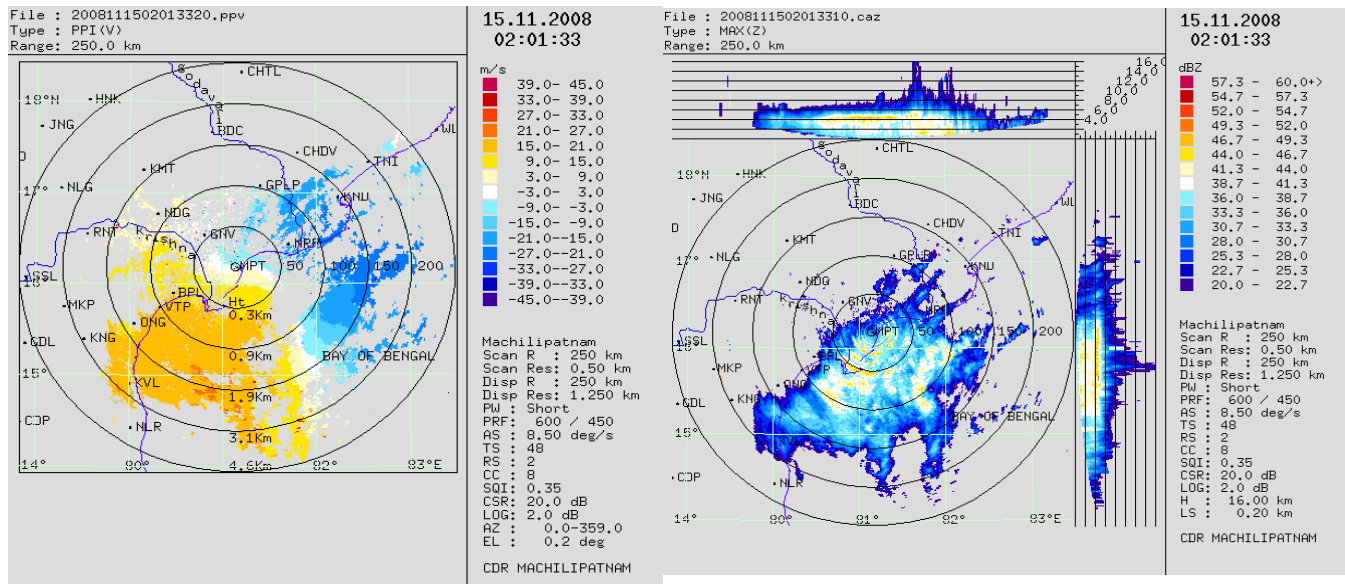 File : 2008111502013320.ppv
Type : PPI(V)
Range: 250.0 km
15.11.2008
02:01:33
m/s
39.0- 45.0
33.0- 39.0
27.0- 33.0
21.0- 27.0
15.0- 21.0
9.0- 15.0
3.0- 9.0
-3.0- 3.0
-9.0--3.0
-15.0--9.0
-21.0--15.0
-27.0--21.0
-33.0--27.0
-39.0--33.0
-45.0--39.0
Machilipatnam
Scan R : 250 km
Scan Res: 0.50 km
Disp R : 250 km
Disp Res: 1.250 km
PW : Short
PRF: 600 / 450
AS : 8.50 deg/s
TS : 48
RS : 2
CC : 8
SQI: 0.35
CSR: 20.0 dB
LOG: 2.0 dB
AZ : 0.0-359.0
EL : 0.2 deg
CDR MACHILIPATNAM
CHTL
HNK
18°N
JNG
BDC
WL
D
CHDV
KMT
TNI
NLG
17°
GPLP
KNU
NDG
RNT
krishna
GNV
NRP
MPT 50 100 150 200
SSL
16°
BPL
Ht
MKP
VTP
0.3Km
ONG
KNG
GDL
0.9Km
BAY OF BENGAL
15°
KVL
1.9Km
CDP
NLR
3.1Km
14°
80°
4.6Km
82°
83°E
File : 2008111502013310.caz
Type : MAX(Z)
Range: 250.0 km
15.11.2008
02:01:33
dBZ
57.3 - 60.0+>
54.7 - 57.3
52.0 - 54.7
49.3 - 52.0
46.7 - 49.3
44.0 - 46.7
41.3 - 44.0
38.7 - 41.3
36.0 - 38.7
33.3 - 36.0
30.7 - 33.3
28.0 - 30.7
25.3 - 28.0
22.7 - 25.3
20.0 - 22.7
Machilipatnam
Scan R : 250 km
Scan Res: 0.50 km
Disp R : 250 km
Disp Res: 1.250 km
PW : Short
PRF: 600 / 450
AS : 8.50 deg/s
TS : 48
RS : 2
CC : 8
SQI: 0.35
CSR: 20.0 dB
LOG: 2.0 dB
H : 16.00 km
LS : 0.20 km
CDR MACHILIPATNAM
16.0
14.0
12.0
10.0
8.0
6.0
4.0
CHTL
HNK
18°N
JNG
BDC
WL
D
CHDV
KMT
TNI
NLG
17°
GPLP
KNU
NDG
RNT
GNV
MPT 50 100 150 200
SSL
16°
BPL
MKP
VTP
ONG
KNG
GDL
BAY OF BENGAL
15°
CDP
NLR
14°
80°
81°
82°
83°E